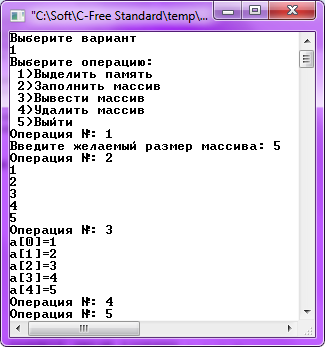 "C:\Soft\C-Free Standard\temp\...
Выберите вариант
1
Выберите операцию:
1)Выделить память
2)Заполнить массив
3)Вывести массив
4)Удалить массив
5)Выйти
Операция №: 1
Введите желаемый размер массива: 5
Операция №: 2
1
2
3
4
5
Операция №: 3
a[0]=1
a[1]=2
a[2]=3
a[3]=4
a[4]=5
Операция №: 4
Операция №: 5